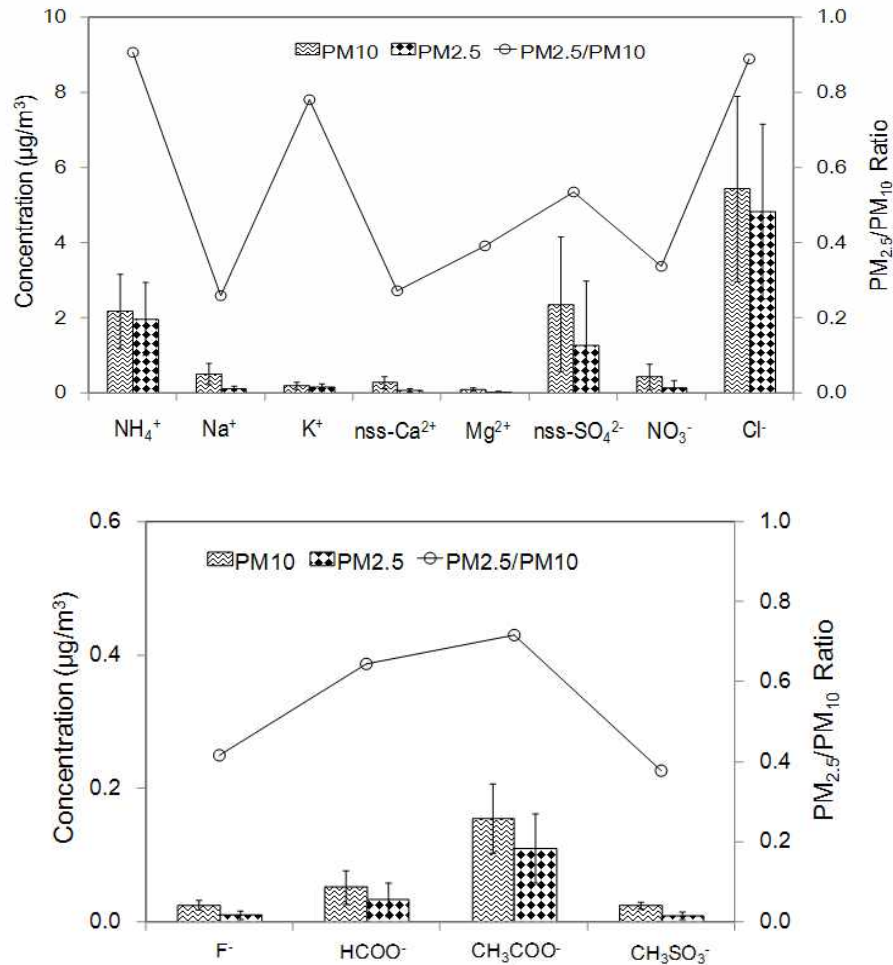 10 1.0
PM10 PM2.5 PM2.5/PM10
8 0.8
6 0.6
4 0.4
2 0.2
0 0.0
Concentration (μg/m³)
PM₂.₅/PM₁₀ Ratio
NH₄⁺ Na⁺ K⁺ nss-Ca²⁺ Mg²⁺ nss-SO₄²⁻ NO₃⁻ Cl⁻
0.6 1.0
PM10 PM2.5 PM2.5/PM10
0.8
0.4
0.6
0.4
0.2
0.2
0.0 0.0
Concentration (μg/m³)
PM₂.₅/PM₁₀ Ratio
F⁻ HCOO⁻ CH₃COO⁻ CH₃SO₃⁻